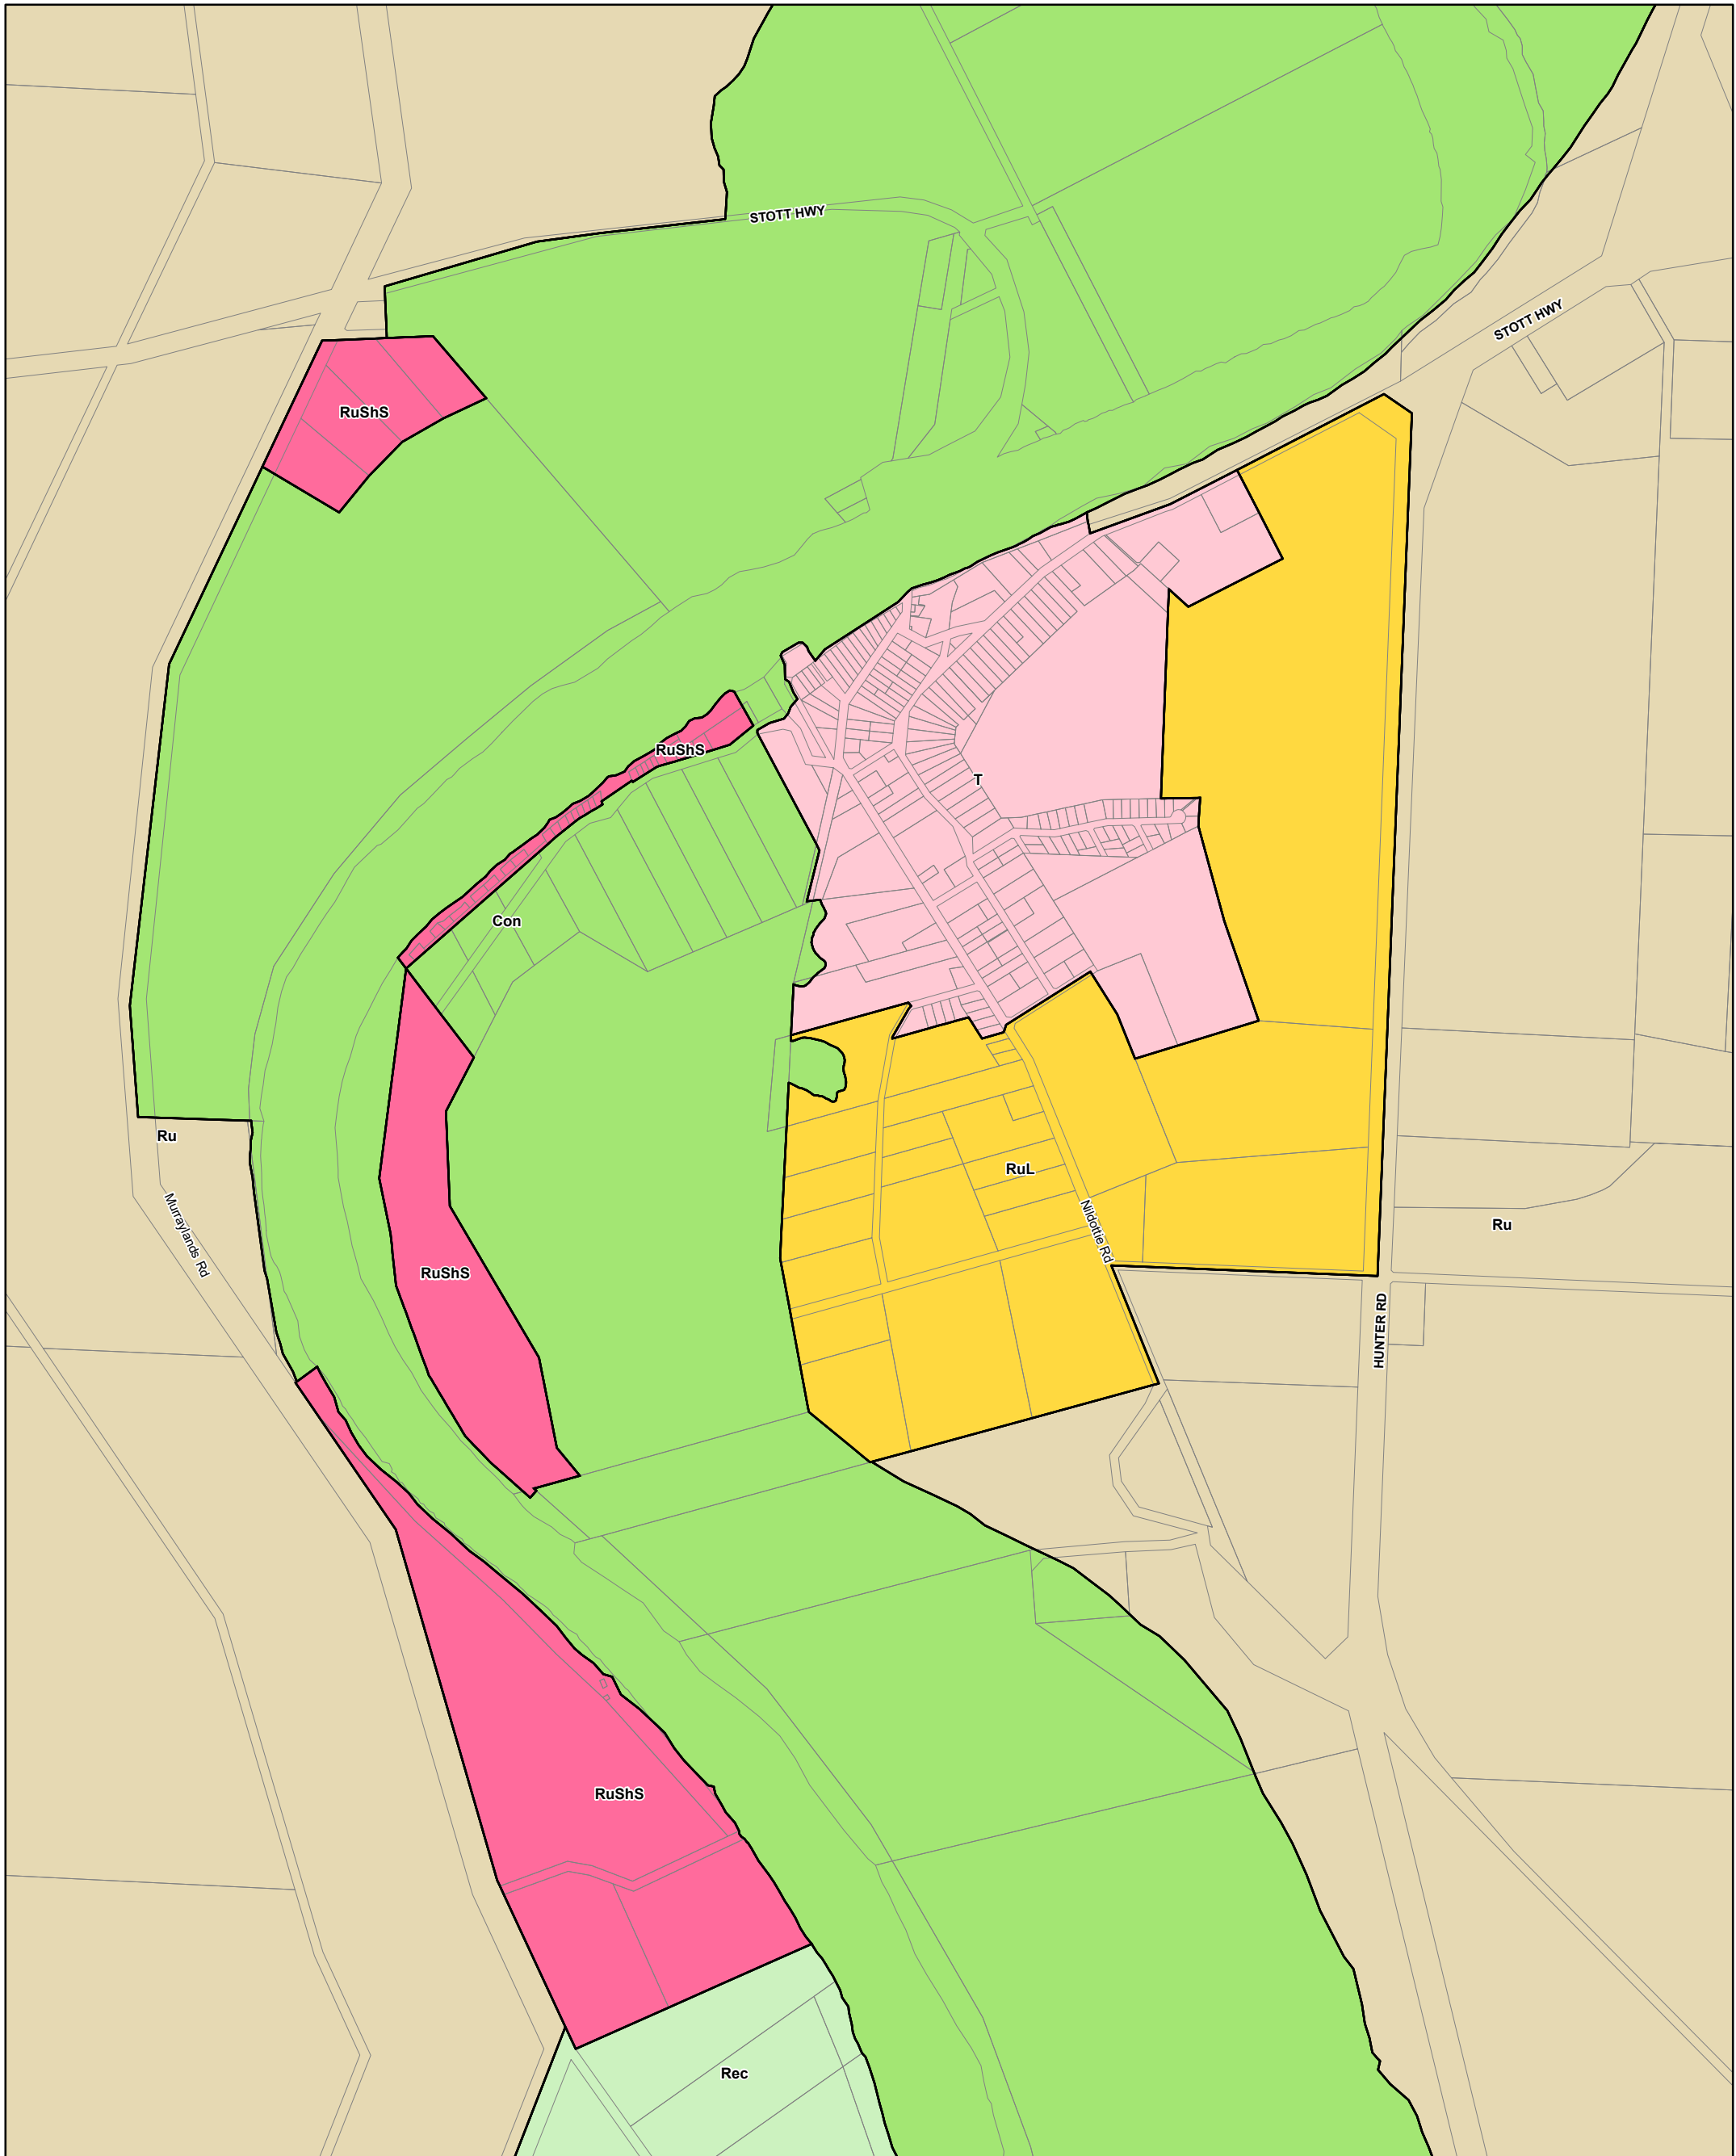 STOTT HWY
STOTT HWY
RuShS
RuShS
T
Con
Ru
RuL
Murraylands Rd
Nildottie Rd
Ru
RuShS
HUNTER RD
RuShS
Rec